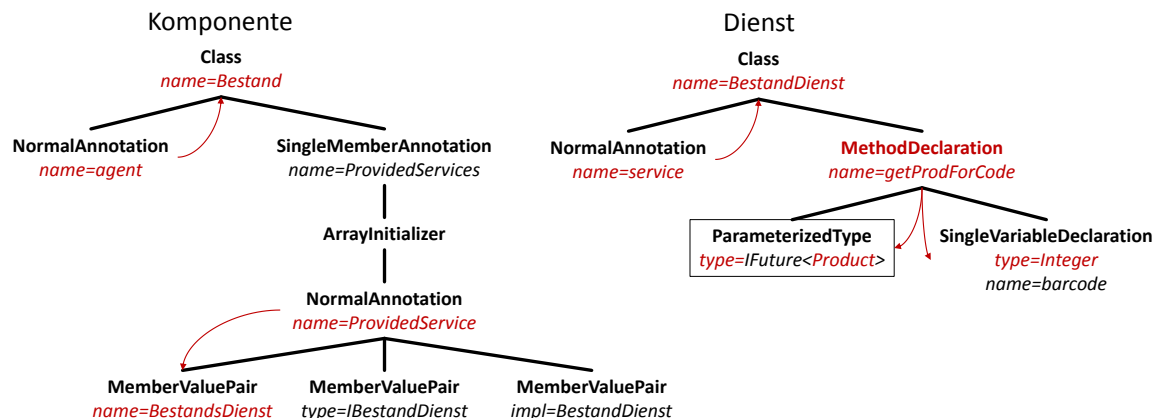 Komponente
Class
name=Bestand
NormalAnnotation
name=agent
SingleMemberAnnotation
name=ProvidedServices
ArrayInitializer
NormalAnnotation
name=ProvidedService
MemberValuePair
name=BestandsDienst
MemberValuePair
type=IBestandDienst
MemberValuePair
impl=BestandDienst
Dienst
Class
name=BestandDienst
NormalAnnotation
name=service
MethodDeclaration
name=getProdForCode
ParameterizedType
type=IFuture<Product>
SingleVariableDeclaration
type=Integer
name=barcode